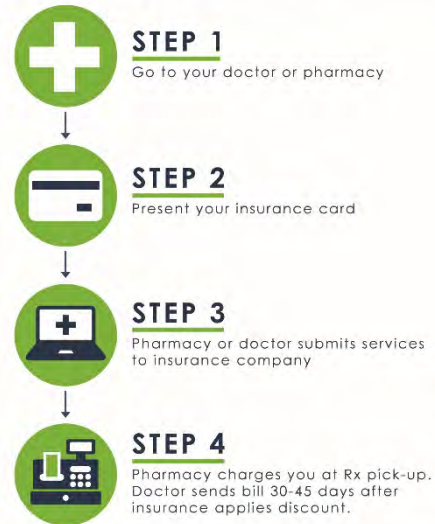 STEP 1
Go to your doctor or pharmacy
STEP 2
Present your insurance card
STEP 3
Pharmacy or doctor submits services
to insurance company
STEP 4
Pharmacy charges you at Rx pick-up.
Doctor sends bill 30-45 days after
insurance applies discount.